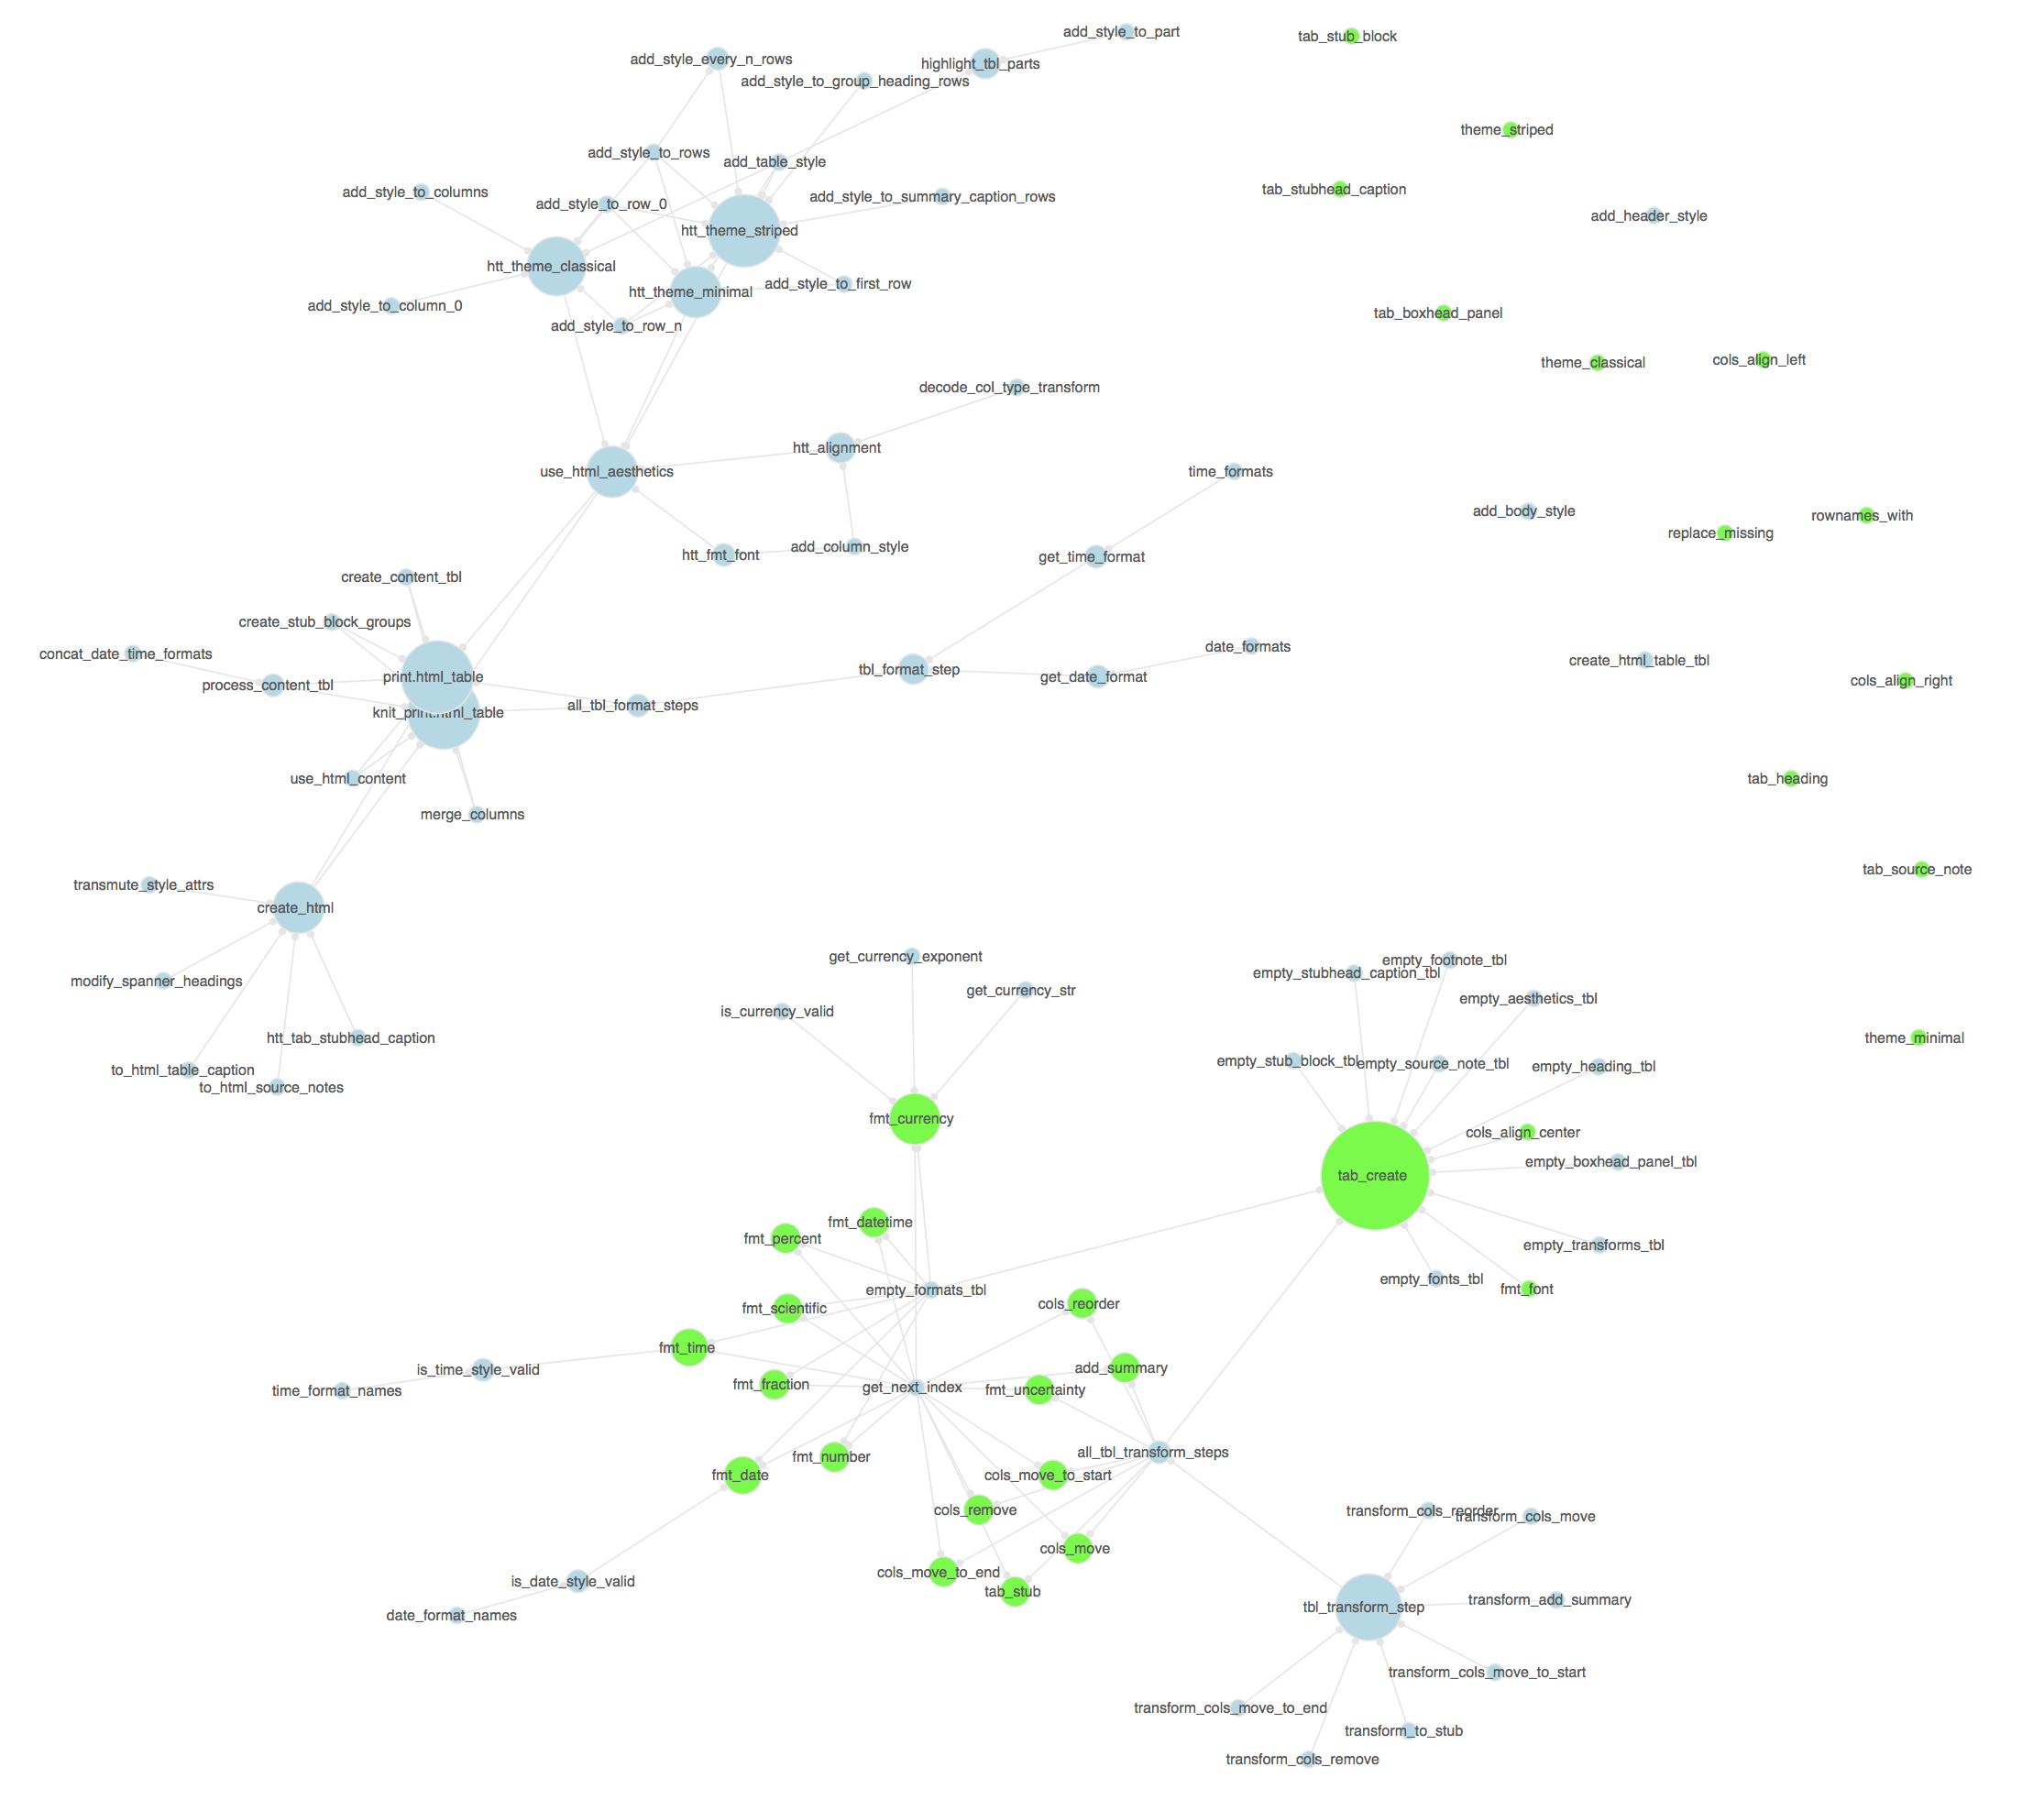 add_style_to_part
tab_stub_block
add_style_every_n_rows
highlight_tbl_parts
add_style_to_group_heading_rows
theme_striped
add_style_to_rows
add_table_style
add_style_to_columns
tab_stubhead_caption
add_style_to_summary_caption_rows
add_style_to_row_0
add_header_style
htt_theme_striped
htt_theme_classical
add_style_to_first_row
htt_theme_minimal
add_style_to_column_0
tab_boxhead_panel
add_style_to_row_n
cols_align_left
theme_classical
decode_col_type_transform
htt_alignment
use_html_aesthetics
time_formats
add_body_style
rownames_with
replace_missing
add_column_style
htt_fmt_font
get_time_format
create_content_tbl
create_stub_block_groups
date_formats
concat_date_time_formats
create_html_table_tbl
tbl_format_step
print.html_table
get_date_format
cols_align_right
process_content_tbl
all_tbl_format_steps
knit_print.html_table
use_html_content
tab_heading
merge_columns
tab_source_note
transmute_style_attrs
create_html
get_currency_exponent
empty_footnote_tbl
empty_stubhead_caption_tbl
modify_spanner_headings
get_currency_str
empty_aesthetics_tbl
is_currency_valid
htt_tab_stubhead_caption
theme_minimal
empty_stub_block_tbl
empty_source_note_tbl
empty_heading_tbl
to_html_table_caption
to_html_source_notes
fmt_currency
cols_align_center
empty_boxhead_panel_tbl
tab_create
fmt_datetime
fmt_percent
empty_transforms_tbl
empty_fonts_tbl
fmt_font
empty_formats_tbl
cols_reorder
fmt_scientific
fmt_time
add_summary
is_time_style_valid
fmt_fraction
get_next_index
fmt_uncertainty
time_format_names
all_tbl_transform_steps
fmt_number
fmt_date
cols_move_to_start
cols_remove
transform_cols_reorder
transform_cols_move
cols_move
cols_move_to_end
is_date_style_valid
tab_stub
transform_add_summary
tbl_transform_step
date_format_names
transform_cols_move_to_start
transform_cols_move_to_end
transform_to_stub
transform_cols_remove